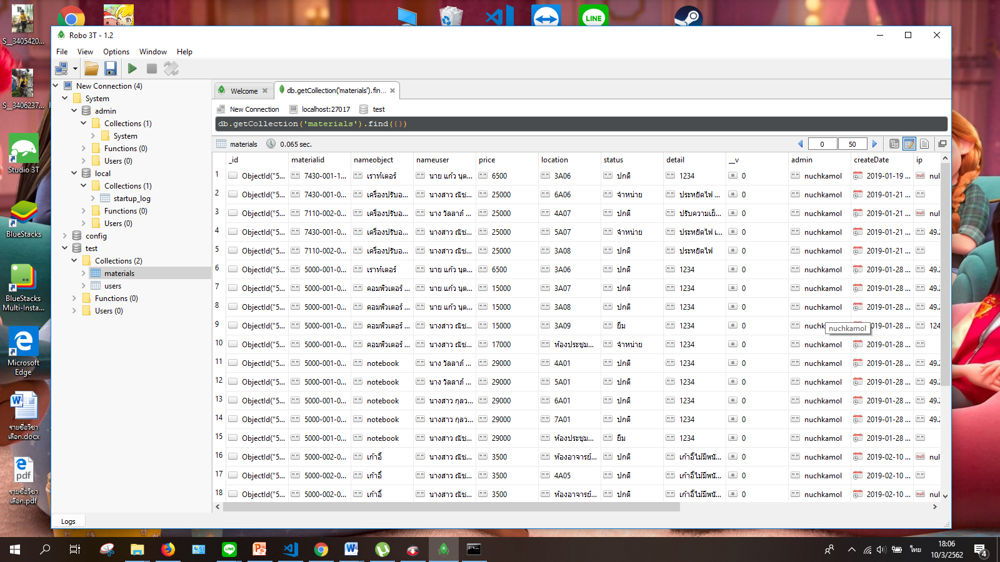 S__3405420...
S__3406237...
Studio 3T
BlueStacks
BlueStacks
Multi-Insta...
Microsoft
Edge
รายชื่อวิชา
เลือก.docx
pdf
รายชื่อวิชา
เลือก.pdf
LINE
Robo 3T - 1.2
File View Options Window Help
New Connection (4)
System
admin
Collections (1)
System
Functions (0)
Users (0)
local
Collections (1)
startup_log
Functions (0)
Users (0)
config
test
Collections (2)
materials
users
Functions (0)
Users (0)
Welcome
db.getCollection('materials').fin...
New Connection localhost:27017 test
db.getCollection('materials').find({})
materials 0.065 sec. 0 50
_id materialid nameobject nameuser price location status detail __v admin createDate ip
1 ObjectId("5... 7430-001-1... เราท์เตอร์ นาย แก้ว นุต... 6500 3A06 ปกติ 1234 0 nuchkamol 2019-01-19 ... nul
2 ObjectId("5... 7430-001-0... เครื่องปรับอ... นางสาว ณัช... 25000 6A06 จำหน่าย ประหยัดไฟ ... 0 nuchkamol 2019-01-21 ...
3 ObjectId("5... 7110-002-0... เครื่องปรับอ... นาง วัลลาภ์ ... 25000 4A07 ปกติ ปรับความเย็... 0 nuchkamol 2019-01-21 ... nul
4 ObjectId("5... 7430-001-0... เครื่องปรับอ... นางสาว ณัช... 25000 5A07 จำหน่าย ประหยัดไฟ เ... 0 nuchkamol 2019-01-21 ... 49.2
5 ObjectId("5... 7110-002-0... เครื่องปรับอ... นางสาว ณัช... 25000 3A08 ปกติ ประหยัดไฟ 0 nuchkamol 2019-01-21 ...
6 ObjectId("5... 5000-001-0... เราท์เตอร์ นาย แก้ว นุต... 6500 3A06 ปกติ 1234 0 nuchkamol 2019-01-28 ... 49.2
7 ObjectId("5... 5000-001-0... คอมพิวเตอร์ ... นาย แก้ว นุต... 15000 3A07 ปกติ 1234 0 nuchkamol 2019-01-28 ... 49.2
8 ObjectId("5... 5000-001-0... คอมพิวเตอร์ ... นาย แก้ว นุต... 15000 3A08 ปกติ 1234 0 nuchkamol 2019-01-28 ... 49.2
9 ObjectId("5... 5000-001-0... คอมพิวเตอร์ ... นางสาว ณัช... 15000 3A09 ยืม 1234 0 nuchk nuchkamol 019-01-28 ... 124
10 ObjectId("5... 5000-001-0... คอมพิวเตอร์ ... นางสาว ณัช... 17000 ห้องประชุม... จำหน่าย 1234 0 nuchkamol 2019-01-28 ...
11 ObjectId("5... 5000-001-0... notebook นาง วัลลาภ์ ... 29000 4A01 ปกติ 1234 0 nuchkamol 2019-01-28 ... 49.2
12 ObjectId("5... 5000-001-0... notebook นาง วัลลาภ์ ... 29000 5A01 ปกติ 1234 0 nuchkamol 2019-01-28 ... 49.2
13 ObjectId("5... 5000-001-0... notebook นางสาว กุลว... 29000 6A01 ปกติ 1234 0 nuchkamol 2019-01-28 ... 49.2
14 ObjectId("5... 5000-001-0... notebook นางสาว กุลว... 29000 7A01 ปกติ 1234 0 nuchkamol 2019-01-28 ... 49.2
15 ObjectId("5... 5000-001-0... notebook นางสาว ณัช... 29000 ห้องประชุม... ยืม 1234 0 nuchkamol 2019-01-28 ...
16 ObjectId("5... 5000-002-0... เก้าอี้ นางสาว ณัช... 3500 ห้องอาจารย์... ปกติ เก้าอี้ไม้มีพนั... 0 nuchkamol 2019-02-10 ... nul
17 ObjectId("5... 5000-002-0... เก้าอี้ นางสาว ณัช... 3500 4A05 ปกติ เก้าอี้ไม้มีพนั... 0 nuchkamol 2019-02-10 ...
18 ObjectId("5... 5000-002-0... เก้าอี้ นางสาว ณัช... 3500 ห้องอาจารย์... ปกติ เก้าอี้ไม้มีพนั... 0 nuchkamol 2019-02-10 ... nul
Logs
ไทย
18:06
10/3/2562
4